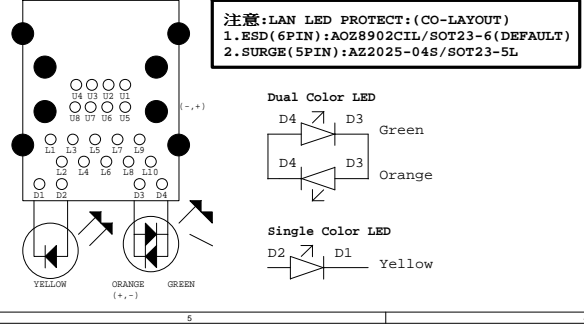 注意:LAN LED PROTECT:(CO-LAYOUT)
1.ESD(6PIN):AOZ8902CIL/SOT23-6(DEFAULT)
2.SURGE(5PIN):AZ2025-04S/SOT23-5L
U4 U3 U2 U1
U8 U7 U6 U5
(-,+)
L1 L3 L5 L7 L9
L2 L4 L6 L8 L10
D1 D2 D3 D4
YELLOW ORANGE GREEN
(+,-)
Dual Color LED
D4 D3
Green
D4 D3
Orange
Single Color LED
D2 D1
Yellow
5